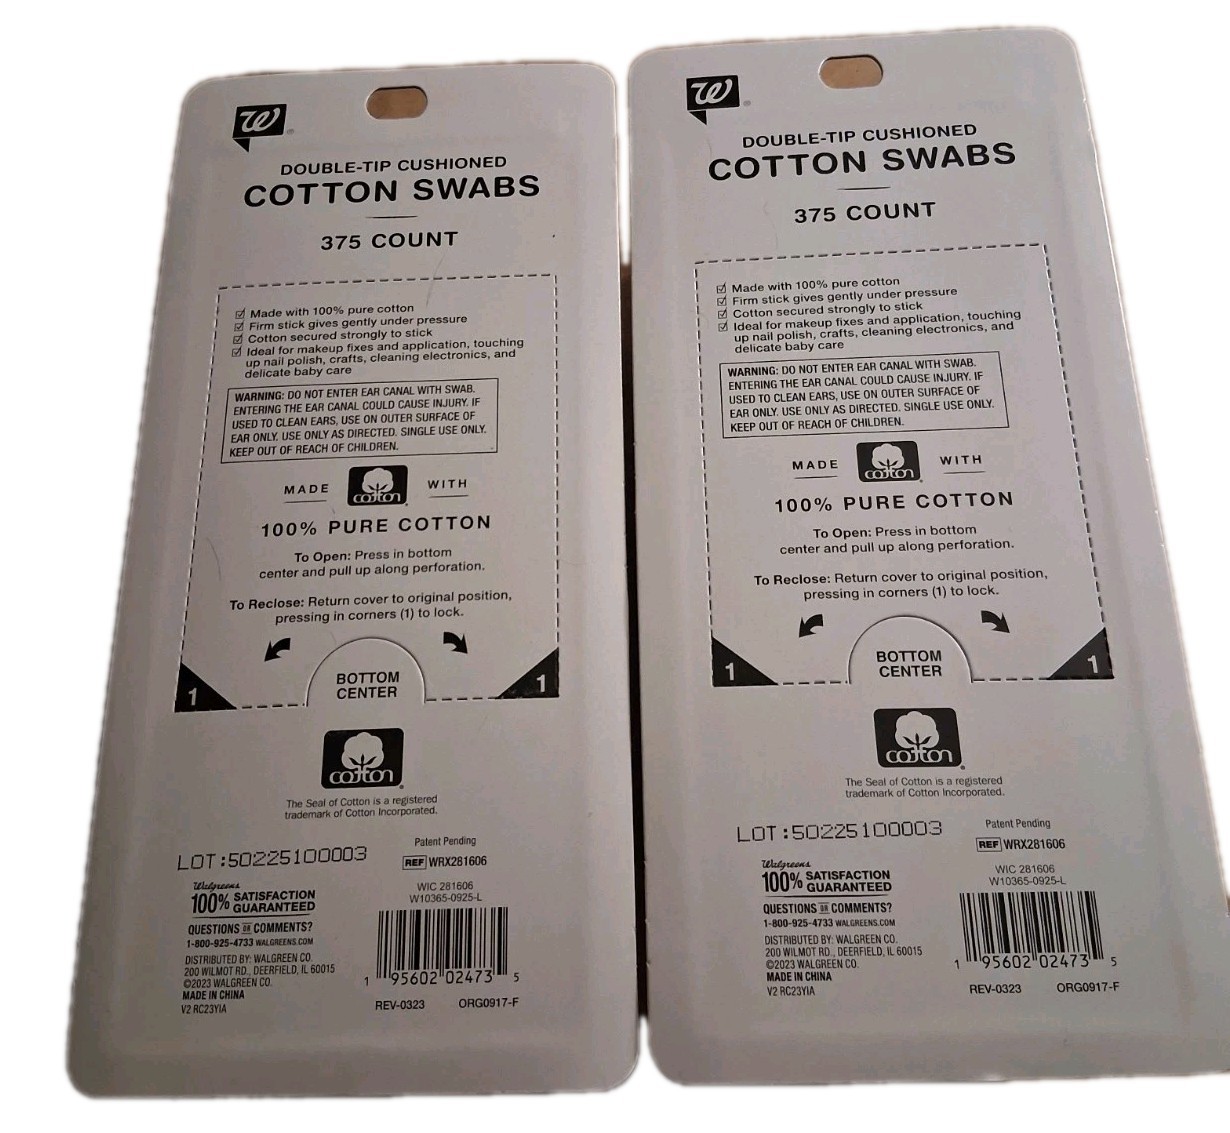 W
DOUBLE-TIP CUSHIONED
COTTON SWABS
375 COUNT
Made with 100% pure cotton
Firm stick gives gently under pressure
Cotton secured strongly to stick
Ideal for makeup fixes and application, touching
up nail polish, crafts, cleaning electronics, and
delicate baby care
WARNING: DO NOT ENTER EAR CANAL WITH SWAB.
ENTERING THE EAR CANAL COULD CAUSE INJURY. IF
USED TO CLEAN EARS, USE ON OUTER SURFACE OF
EAR ONLY. USE ONLY AS DIRECTED. SINGLE USE ONLY.
KEEP OUT OF REACH OF CHILDREN.
MADE cotton WITH
100% PURE COTTON
To Open: Press in bottom
center and pull up along perforation.
To Reclose: Return cover to original position,
pressing in corners (1) to lock.
1
BOTTOM
CENTER
1
cotton
The Seal of Cotton is a registered
trademark of Cotton Incorporated.
Patent Pending
LOT:50225100003
REF WRX281606
Walgreens
100% SATISFACTION
GUARANTEED
WIC 281606
W10365-0925-L
QUESTIONS OR COMMENTS?
1-800-925-4733 WALGREENS.COM
DISTRIBUTED BY: WALGREEN CO.
200 WILMOT RD., DEERFIELD, IL 60015
©2023 WALGREEN CO.
MADE IN CHINA
V2 RC23YIA
1 95602 02473 5
REV-0323 ORG0917-F
W
DOUBLE-TIP CUSHIONED
COTTON SWABS
375 COUNT
Made with 100% pure cotton
Firm stick gives gently under pressure
Cotton secured strongly to stick
Ideal for makeup fixes and application, touching
up nail polish, crafts, cleaning electronics, and
delicate baby care
WARNING: DO NOT ENTER EAR CANAL WITH SWAB.
ENTERING THE EAR CANAL COULD CAUSE INJURY. IF
USED TO CLEAN EARS, USE ON OUTER SURFACE OF
EAR ONLY. USE ONLY AS DIRECTED. SINGLE USE ONLY.
KEEP OUT OF REACH OF CHILDREN.
MADE cotton WITH
100% PURE COTTON
To Open: Press in bottom
center and pull up along perforation.
To Reclose: Return cover to original position,
pressing in corners (1) to lock.
1
BOTTOM
CENTER
1
cotton
The Seal of Cotton is a registered
trademark of Cotton Incorporated.
Patent Pending
LOT:50225100003
REF WRX281606
Walgreens
100% SATISFACTION
GUARANTEED
WIC 281606
W10365-0925-L
QUESTIONS OR COMMENTS?
1-800-925-4733 WALGREENS.COM
DISTRIBUTED BY: WALGREEN CO.
200 WILMOT RD., DEERFIELD, IL 60015
©2023 WALGREEN CO.
MADE IN CHINA
V2 RC23YIA
1 95602 02473 5
REV-0323 ORG0917-F